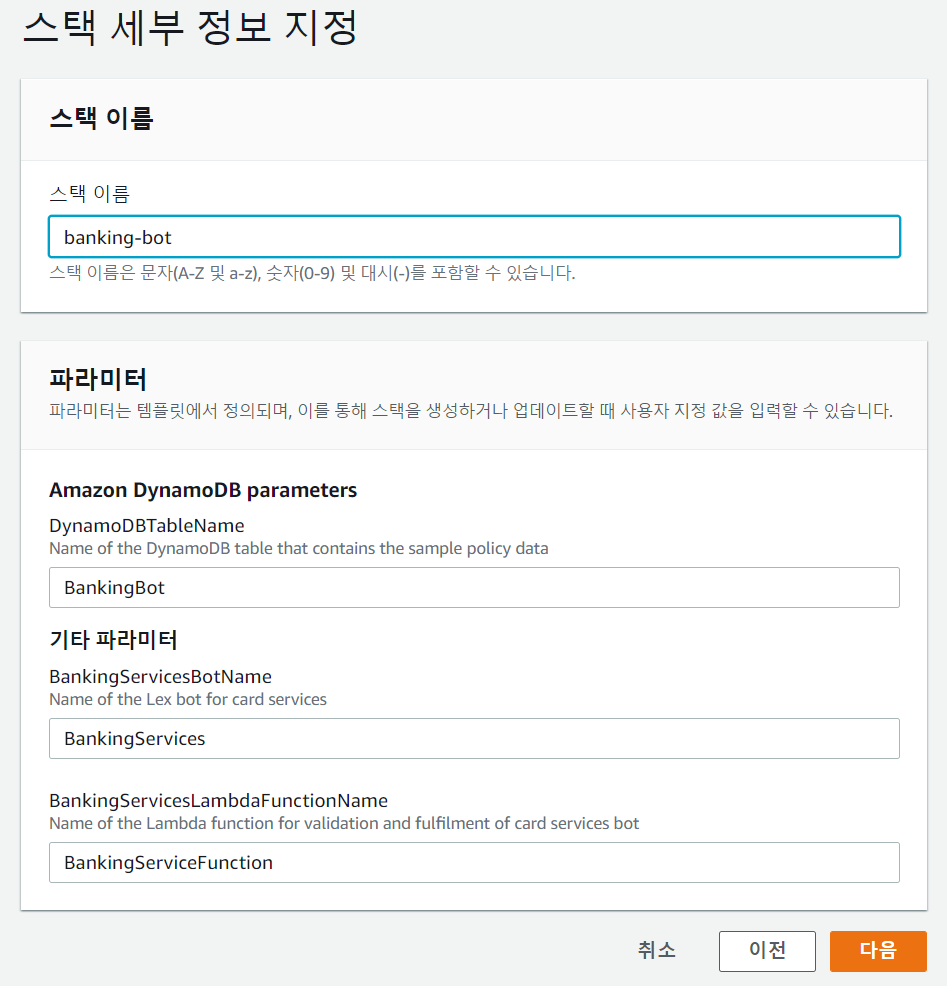 스택 세부 정보 지정
스택 이름
스택 이름
banking-bot
스택 이름은 문자(A-Z 및 a-z), 숫자(0-9) 및 대시(-)를 포함할 수 있습니다.
파라미터
파라미터는 템플릿에서 정의되며, 이를 통해 스택을 생성하거나 업데이트할 때 사용자 지정 값을 입력할 수 있습니다.
Amazon DynamoDB parameters
DynamoDBTableName
Name of the DynamoDB table that contains the sample policy data
BankingBot
기타 파라미터
BankingServicesBotName
Name of the Lex bot for card services
BankingServices
BankingServicesLambdaFunctionName
Name of the Lambda function for validation and fulfilment of card services bot
BankingServiceFunction
취소 이전 다음